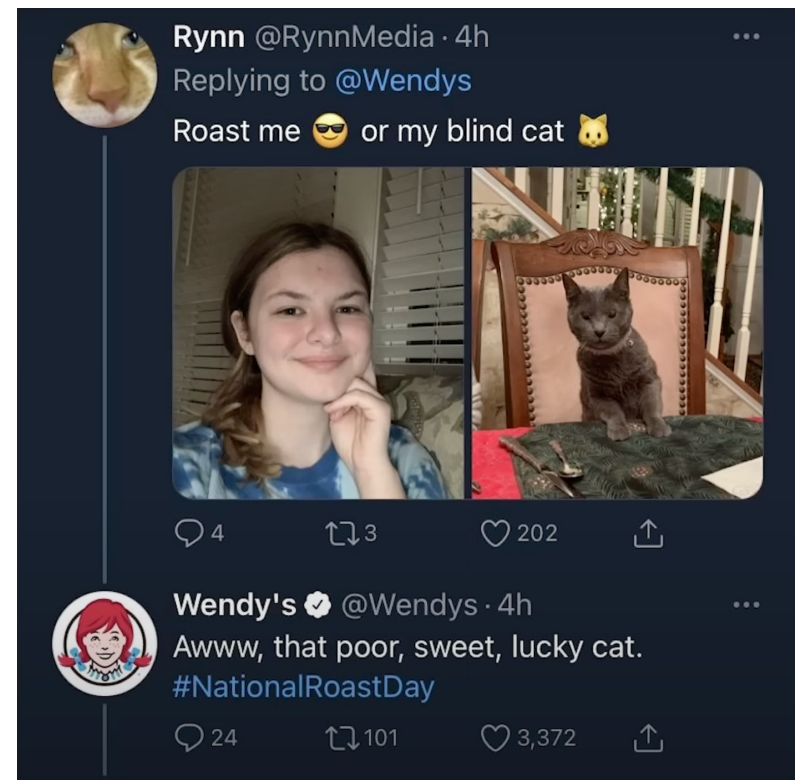 Rynn @RynnMedia · 4h
Replying to @Wendys
Roast me 😎 or my blind cat 🐱
4 3 202
Wendy's @Wendys · 4h
Awww, that poor, sweet, lucky cat.
#NationalRoastDay
24 101 3,372